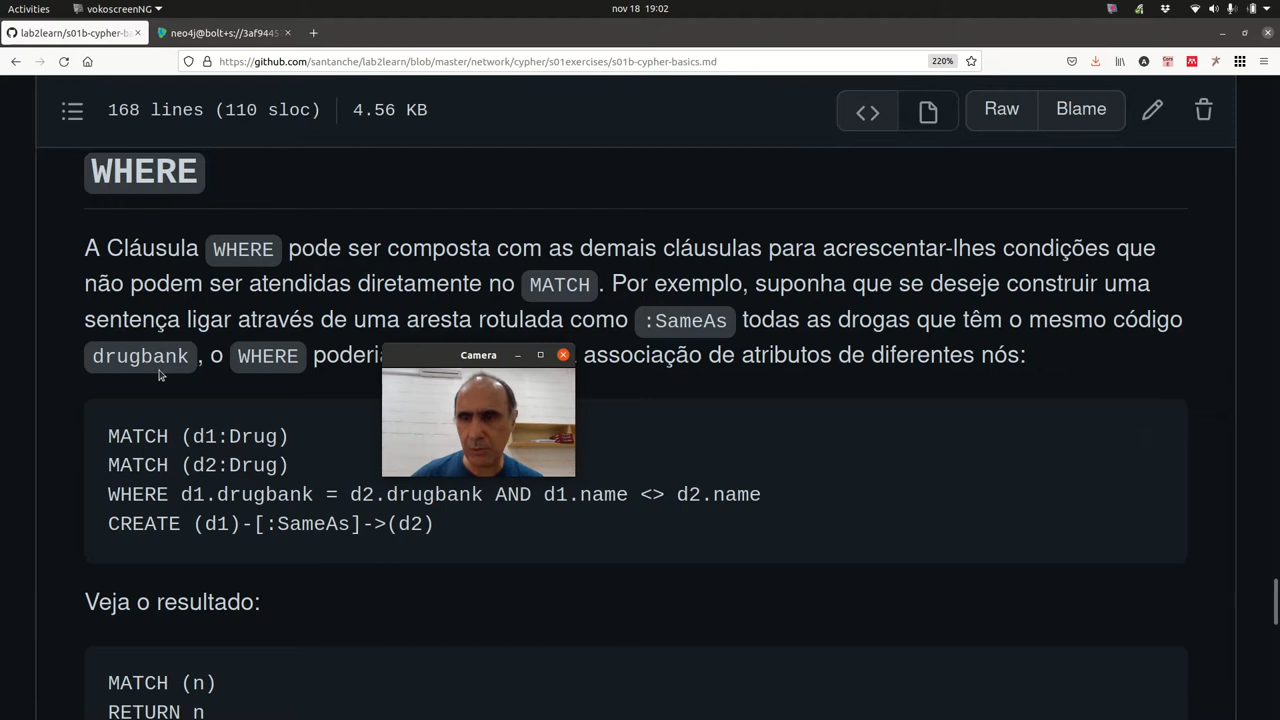 Activities vokoscreenNG nov 18 19:02
lab2learn/s01b-cypher-ba neo4j@bolt+s://3af9445
https://github.com/santanche/lab2learn/blob/master/network/cypher/s01exercises/s01b-cypher-basics.md 220%
168 lines (110 sloc) 4.56 KB Raw Blame
WHERE
A Cláusula WHERE pode ser composta com as demais cláusulas para acrescentar-lhes condições que
não podem ser atendidas diretamente no MATCH. Por exemplo, suponha que se deseje construir uma
sentença ligar através de uma aresta rotulada como :SameAs todas as drogas que têm o mesmo código
drugbank, o WHERE poderia associação de atributos de diferentes nós:
Camera
MATCH (d1:Drug)
MATCH (d2:Drug)
WHERE d1.drugbank = d2.drugbank AND d1.name <> d2.name
CREATE (d1)-[:SameAs]->(d2)
Veja o resultado:
MATCH (n)
RETURN n